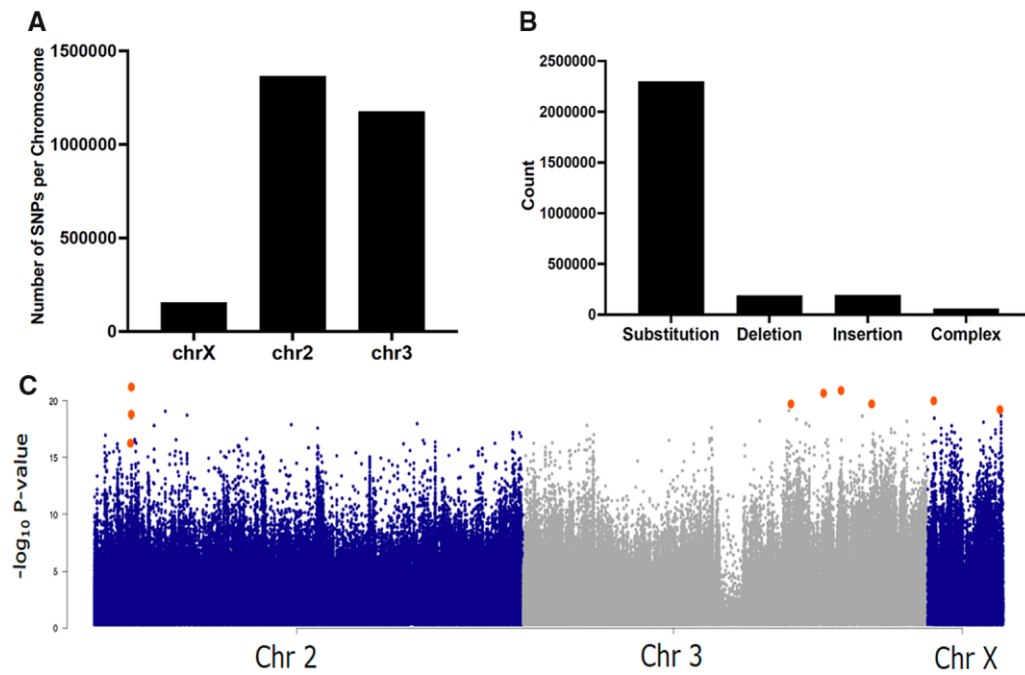 A
Number of SNPs per Chromosome
1500000
1000000
500000
0
chrX chr2 chr3
B
Count
2500000
2000000
1500000
1000000
500000
0
Substitution Deletion Insertion Complex
C
-log₁₀ P-value
20
15
10
5
0
Chr 2 Chr 3 Chr X